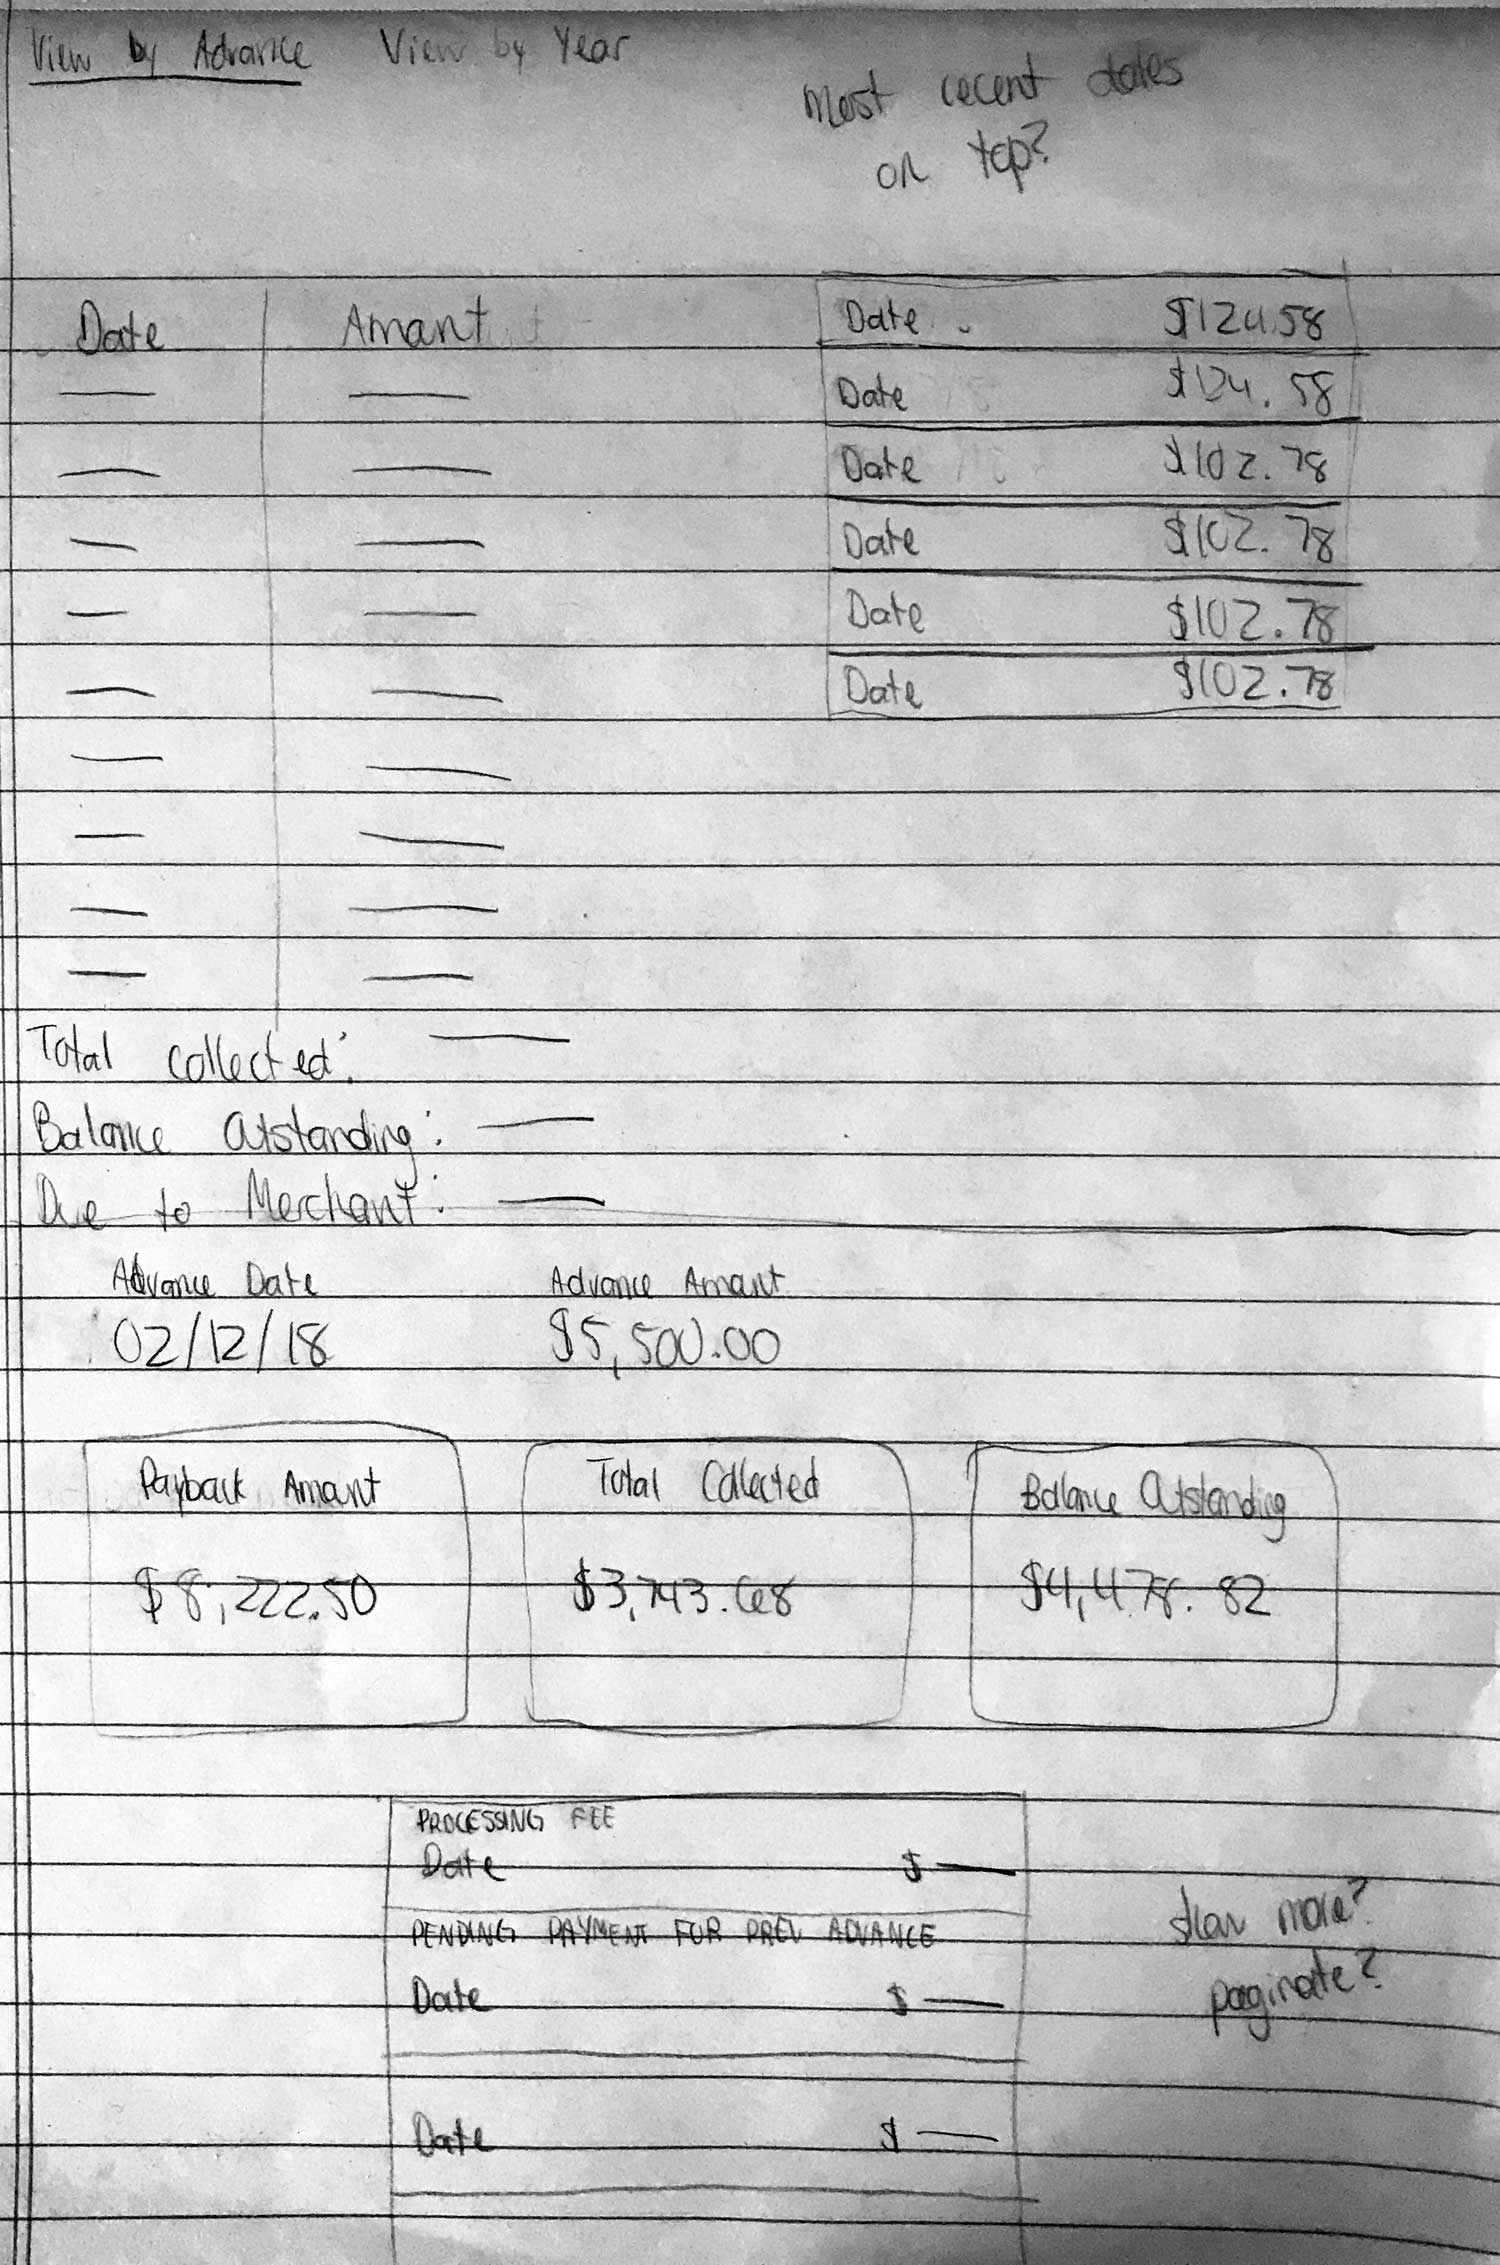 View by Advance View by Year
Most recent dates
on top?
Date Amount
Date $124.58
Date $124.58
Date $102.78
Date $102.78
Date $102.78
Date $102.78
Total Collected:
Balance Outstanding:
Due to Merchant:
Advance Date Advance Amount
02/12/18 $5,500.00
Payback Amount Total Collected Balance Outstanding
$8,222.50 $3,743.68 $4,478.82
PROCESSING FEE
Date $
PENDING PAYMENT FOR PREV ADVANCE
Date $
Show more?
paginate?
Date $